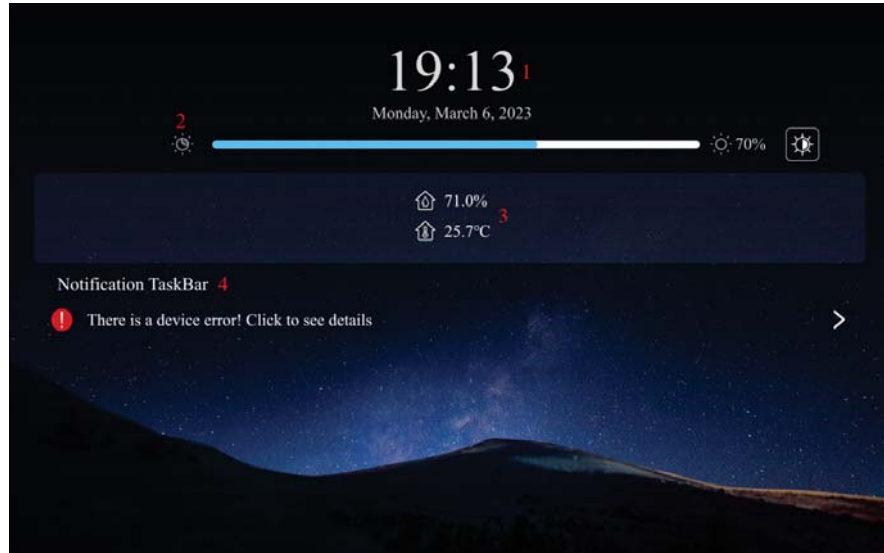 19:13 1
Monday, March 6, 2023
2
70%
71.0%
3
25.7℃
Notification TaskBar 4
! There is a device error! Click to see details >